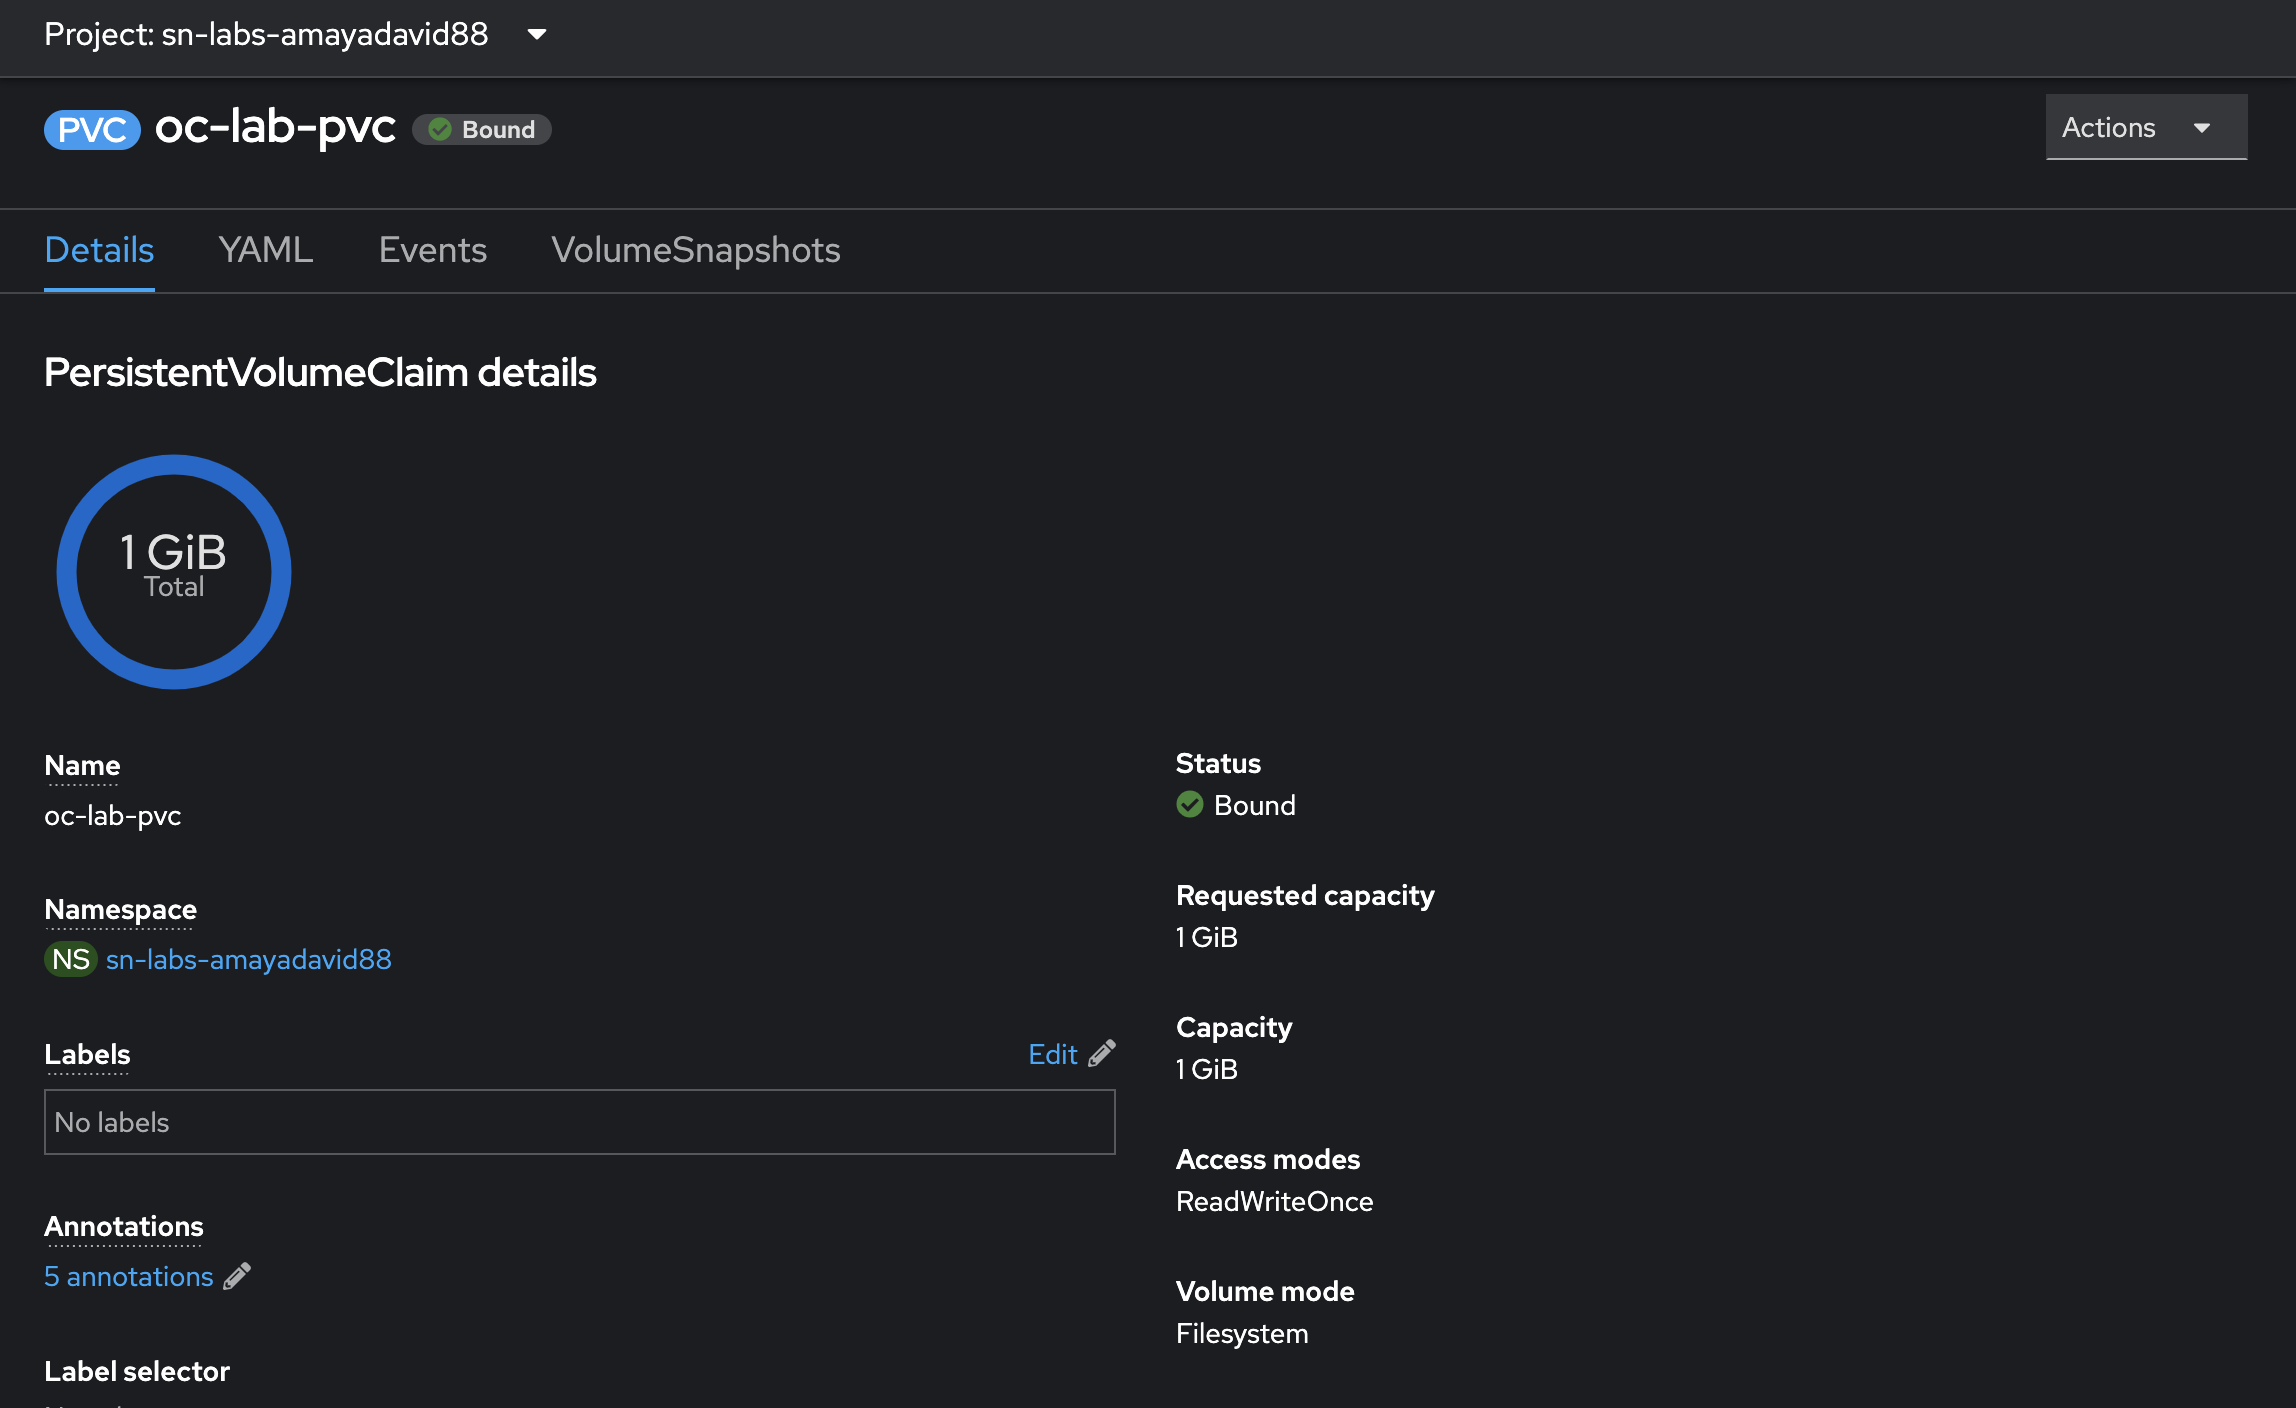 Project: sn-labs-amayadavid88
PVC oc-lab-pvc Bound
Actions
Details YAML Events VolumeSnapshots
PersistentVolumeClaim details
1 GiB
Total
Name
oc-lab-pvc
Namespace
NS sn-labs-amayadavid88
Labels Edit
No labels
Annotations
5 annotations
Label selector
Status
Bound
Requested capacity
1 GiB
Capacity
1 GiB
Access modes
ReadWriteOnce
Volume mode
Filesystem